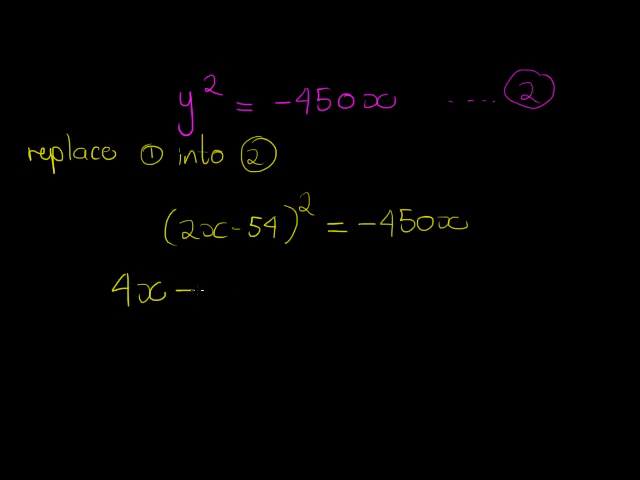 y² = -450x ..... ②
replace ① into ②
(2x - 54)² = -450x
4x -